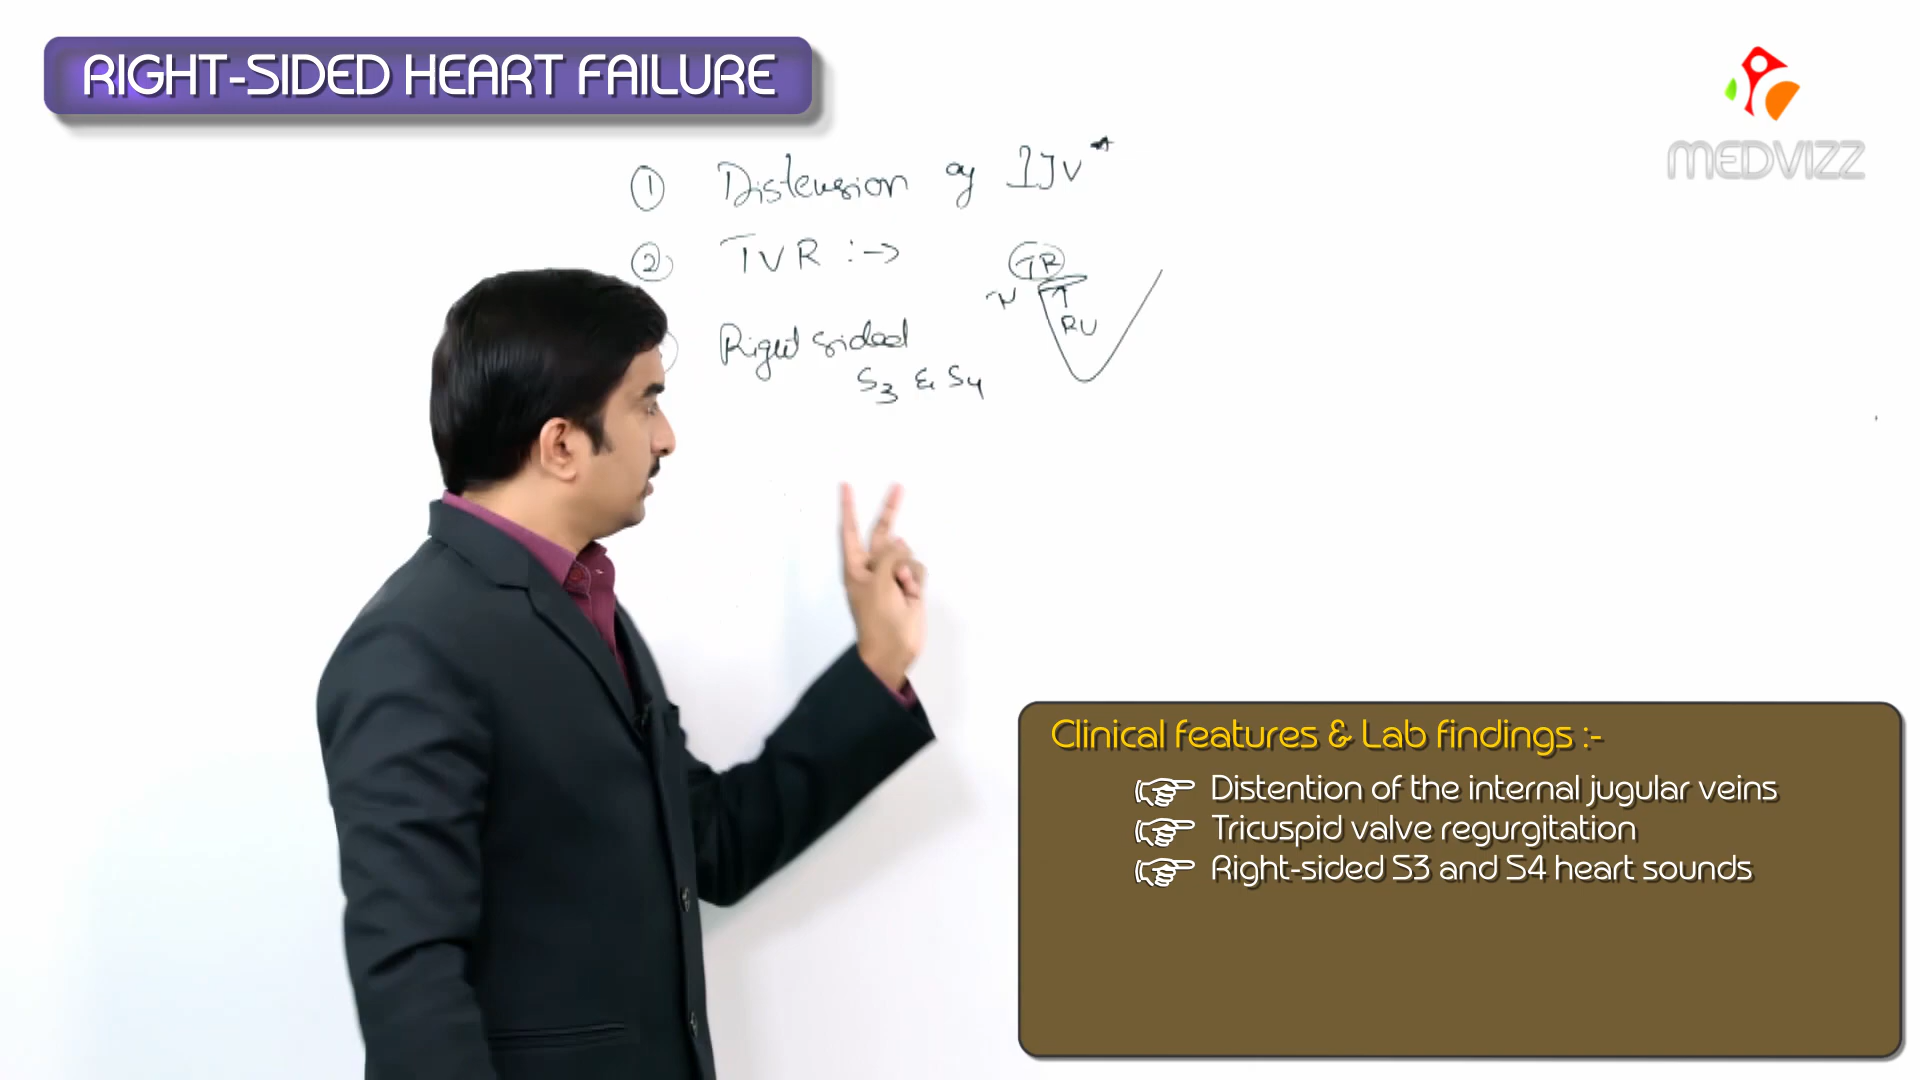 RIGHT-SIDED HEART FAILURE
MEDVIZZ
① Distension of IJV*
② TVR :→
TR
TV
RV
Right sided
S3 & S4
Clinical features & Lab findings :-
Distention of the internal jugular veins
Tricuspid valve regurgitation
Right-sided S3 and S4 heart sounds